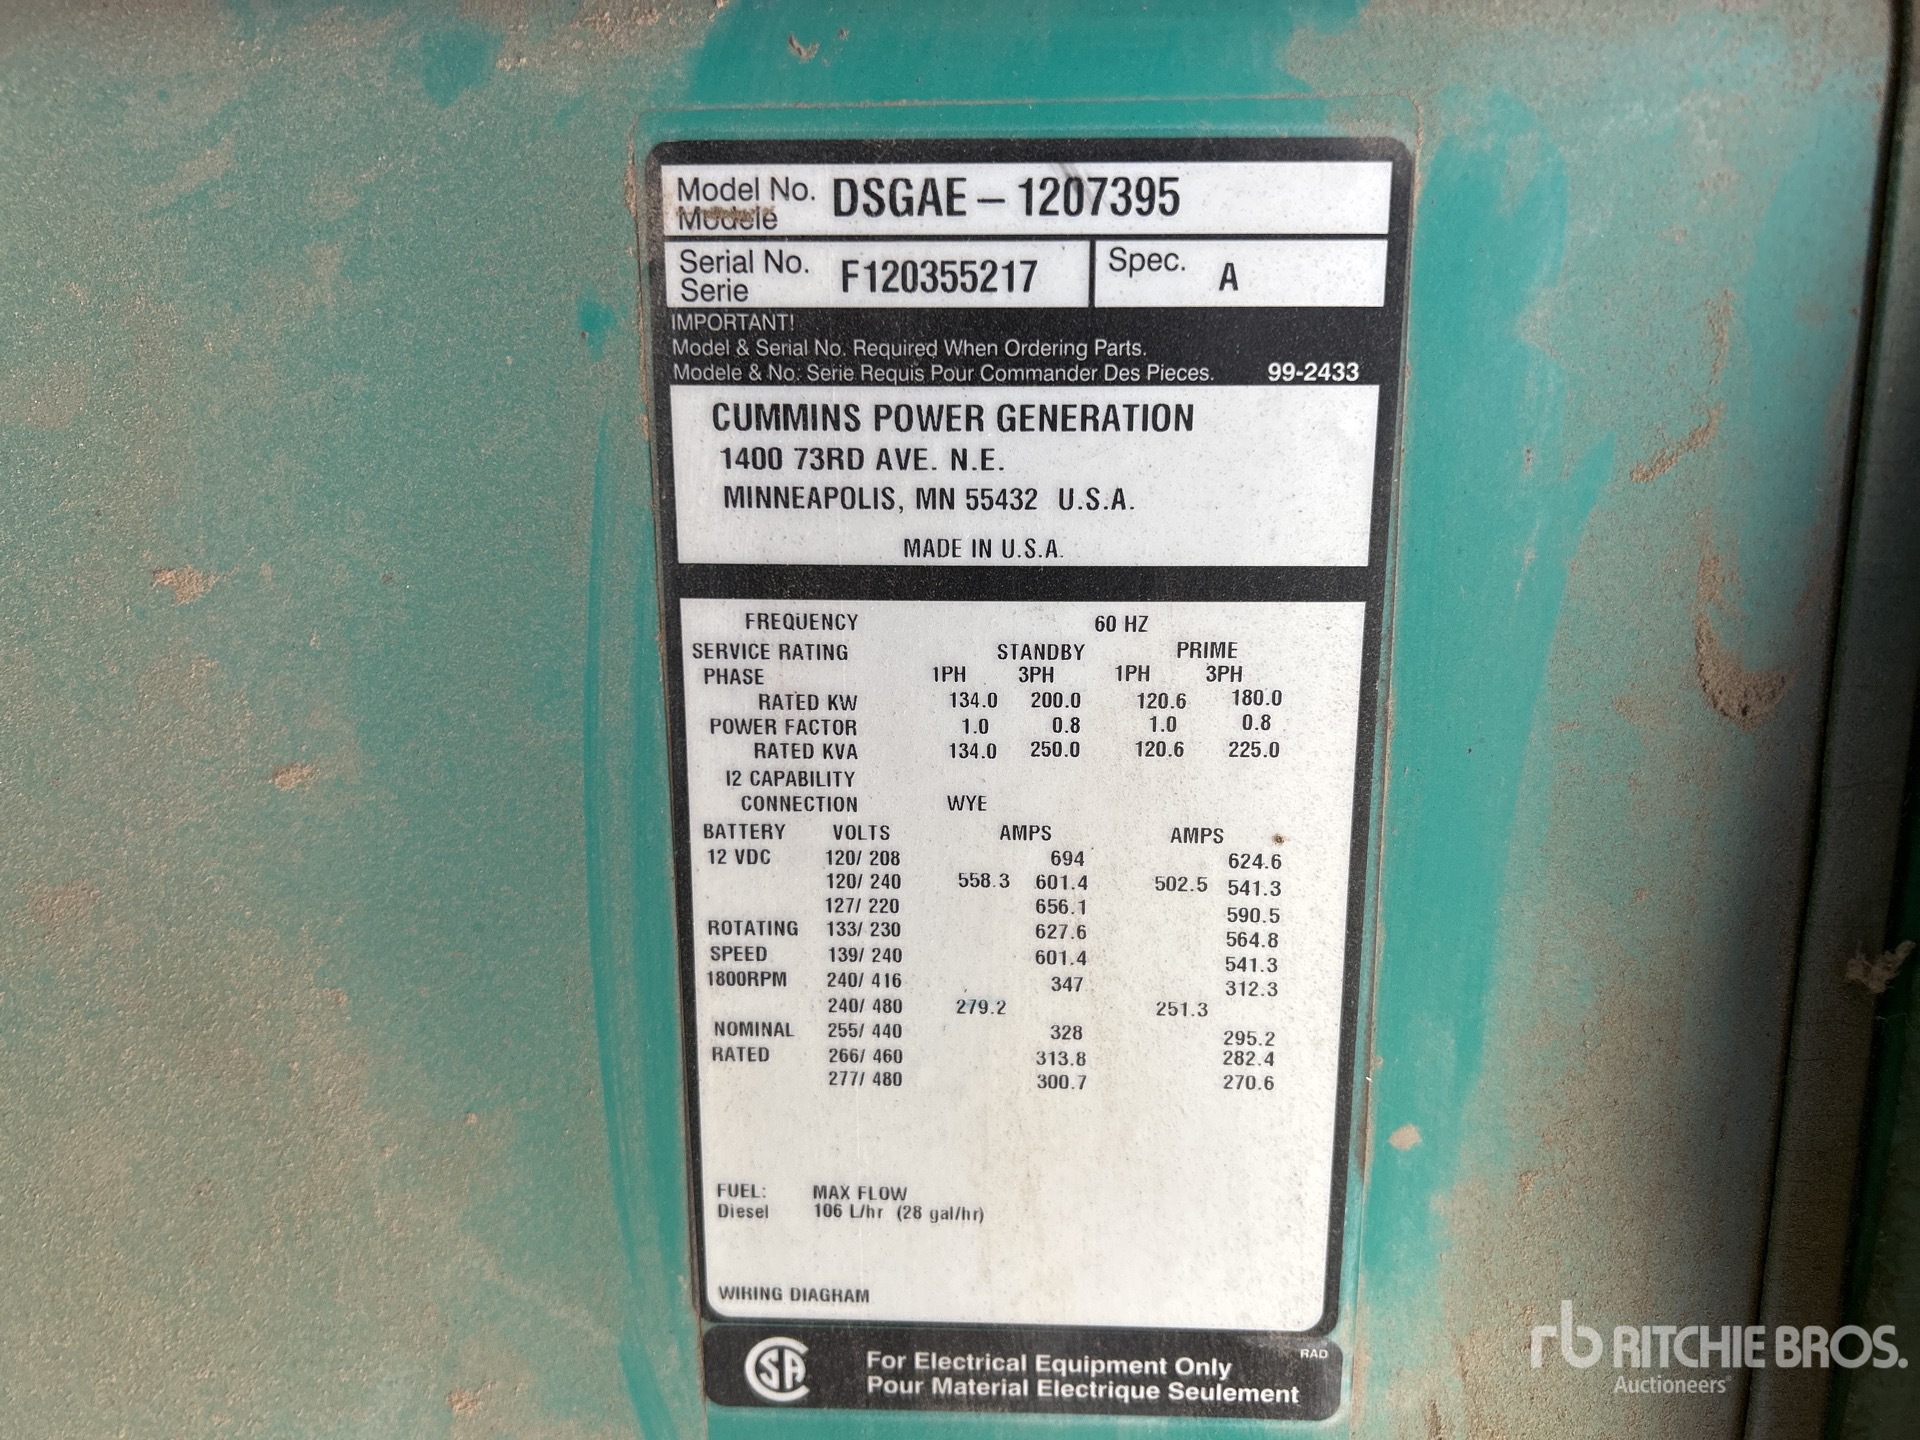 Model No. DSGAE – 1207395
Modele
Serial No. F120355217 Spec. A
Serie
IMPORTANT!
Model & Serial No. Required When Ordering Parts.
Modele & No: Serie Requis Pour Commander Des Pieces. 99-2433
CUMMINS POWER GENERATION
1400 73RD AVE. N.E.
MINNEAPOLIS, MN 55432 U.S.A.
MADE IN U.S.A.
FREQUENCY 60 HZ
SERVICE RATING STANDBY PRIME
PHASE 1PH 3PH 1PH 3PH
RATED KW 134.0 200.0 120.6 180.0
POWER FACTOR 1.0 0.8 1.0 0.8
RATED KVA 134.0 250.0 120.6 225.0
I2 CAPABILITY
CONNECTION WYE
BATTERY VOLTS AMPS AMPS
12 VDC 120/ 208 694 624.6
120/ 240 558.3 601.4 502.5 541.3
127/ 220 656.1 590.5
ROTATING 133/ 230 627.6 564.8
SPEED 139/ 240 601.4 541.3
1800RPM 240/ 416 347 312.3
240/ 480 279.2 251.3
NOMINAL 255/ 440 328 295.2
RATED 266/ 460 313.8 282.4
277/ 480 300.7 270.6
FUEL: MAX FLOW
Diesel 106 L/hr (28 gal/hr)
WIRING DIAGRAM
RAD
For Electrical Equipment Only
Pour Material Electrique Seulement
rb RITCHIE BROS.
Auctioneers